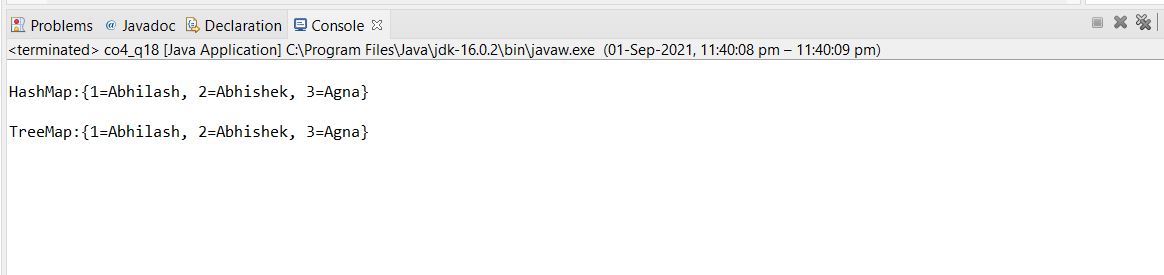 Problems Javadoc Declaration Console
<terminated> co4_q18 [Java Application] C:\Program Files\Java\jdk-16.0.2\bin\javaw.exe (01-Sep-2021, 11:40:08 pm – 11:40:09 pm)
HashMap:{1=Abhilash, 2=Abhishek, 3=Agna}
TreeMap:{1=Abhilash, 2=Abhishek, 3=Agna}